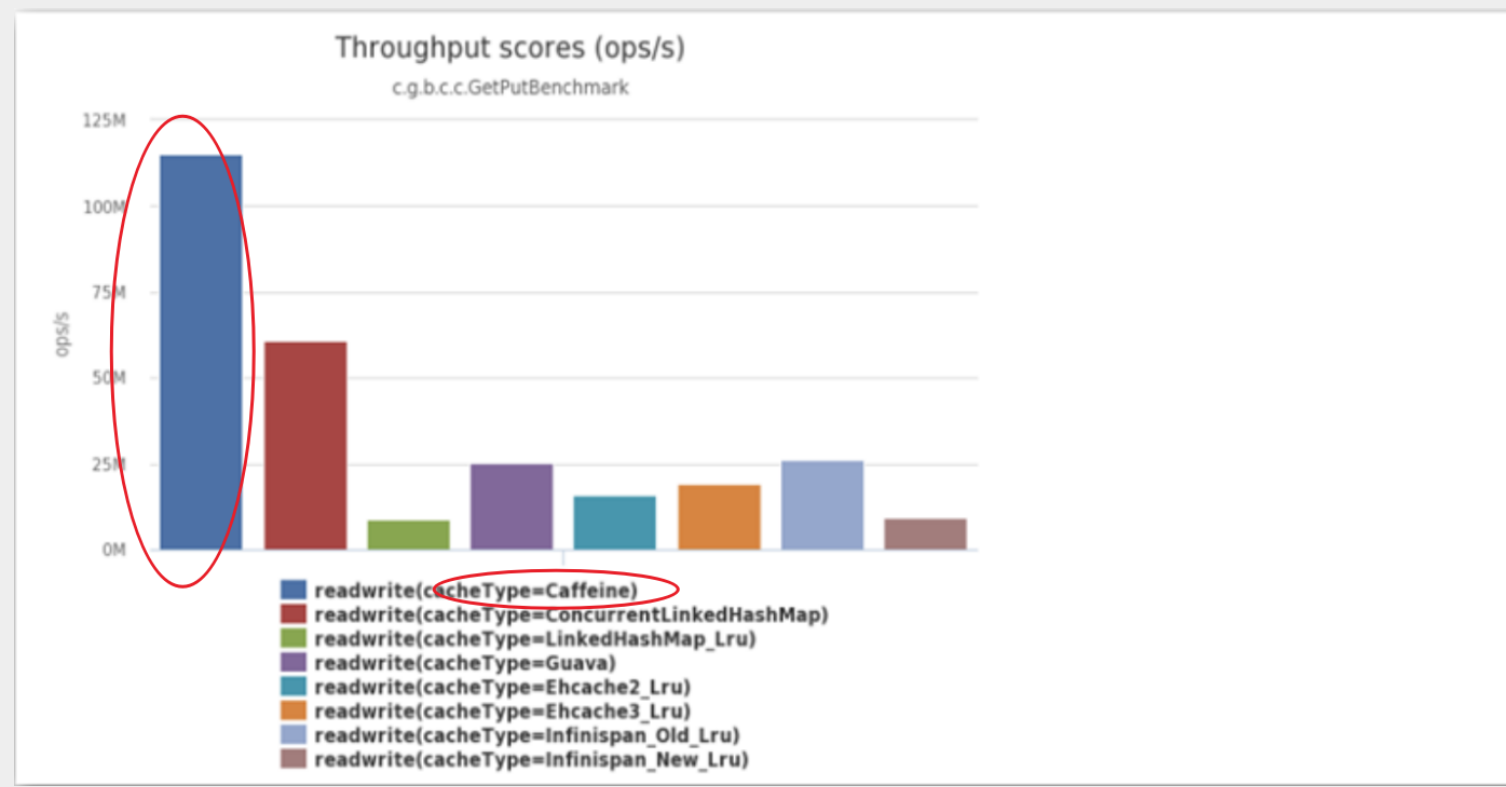 Throughput scores (ops/s)
c.g.b.c.c.GetPutBenchmark
125M
100M
75M
50M
25M
0M
ops/s
readwrite(cacheType=Caffeine)
readwrite(cacheType=ConcurrentLinkedHashMap)
readwrite(cacheType=LinkedHashMap_Lru)
readwrite(cacheType=Guava)
readwrite(cacheType=Ehcache2_Lru)
readwrite(cacheType=Ehcache3_Lru)
readwrite(cacheType=Infinispan_Old_Lru)
readwrite(cacheType=Infinispan_New_Lru)